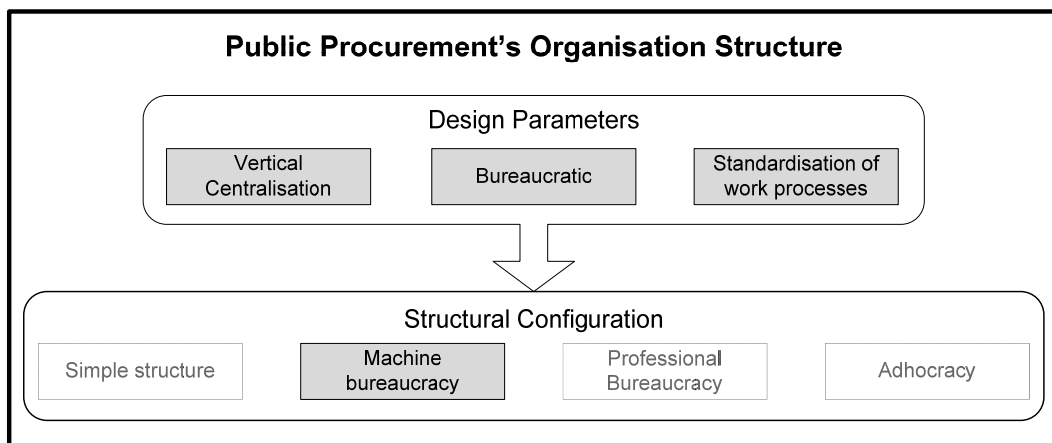 Public Procurement’s Organisation Structure
Design Parameters
Vertical
Centralisation
Bureaucratic
Standardisation of
work processes
Structural Configuration
Simple structure
Machine
bureaucracy
Professional
Bureaucracy
Adhocracy